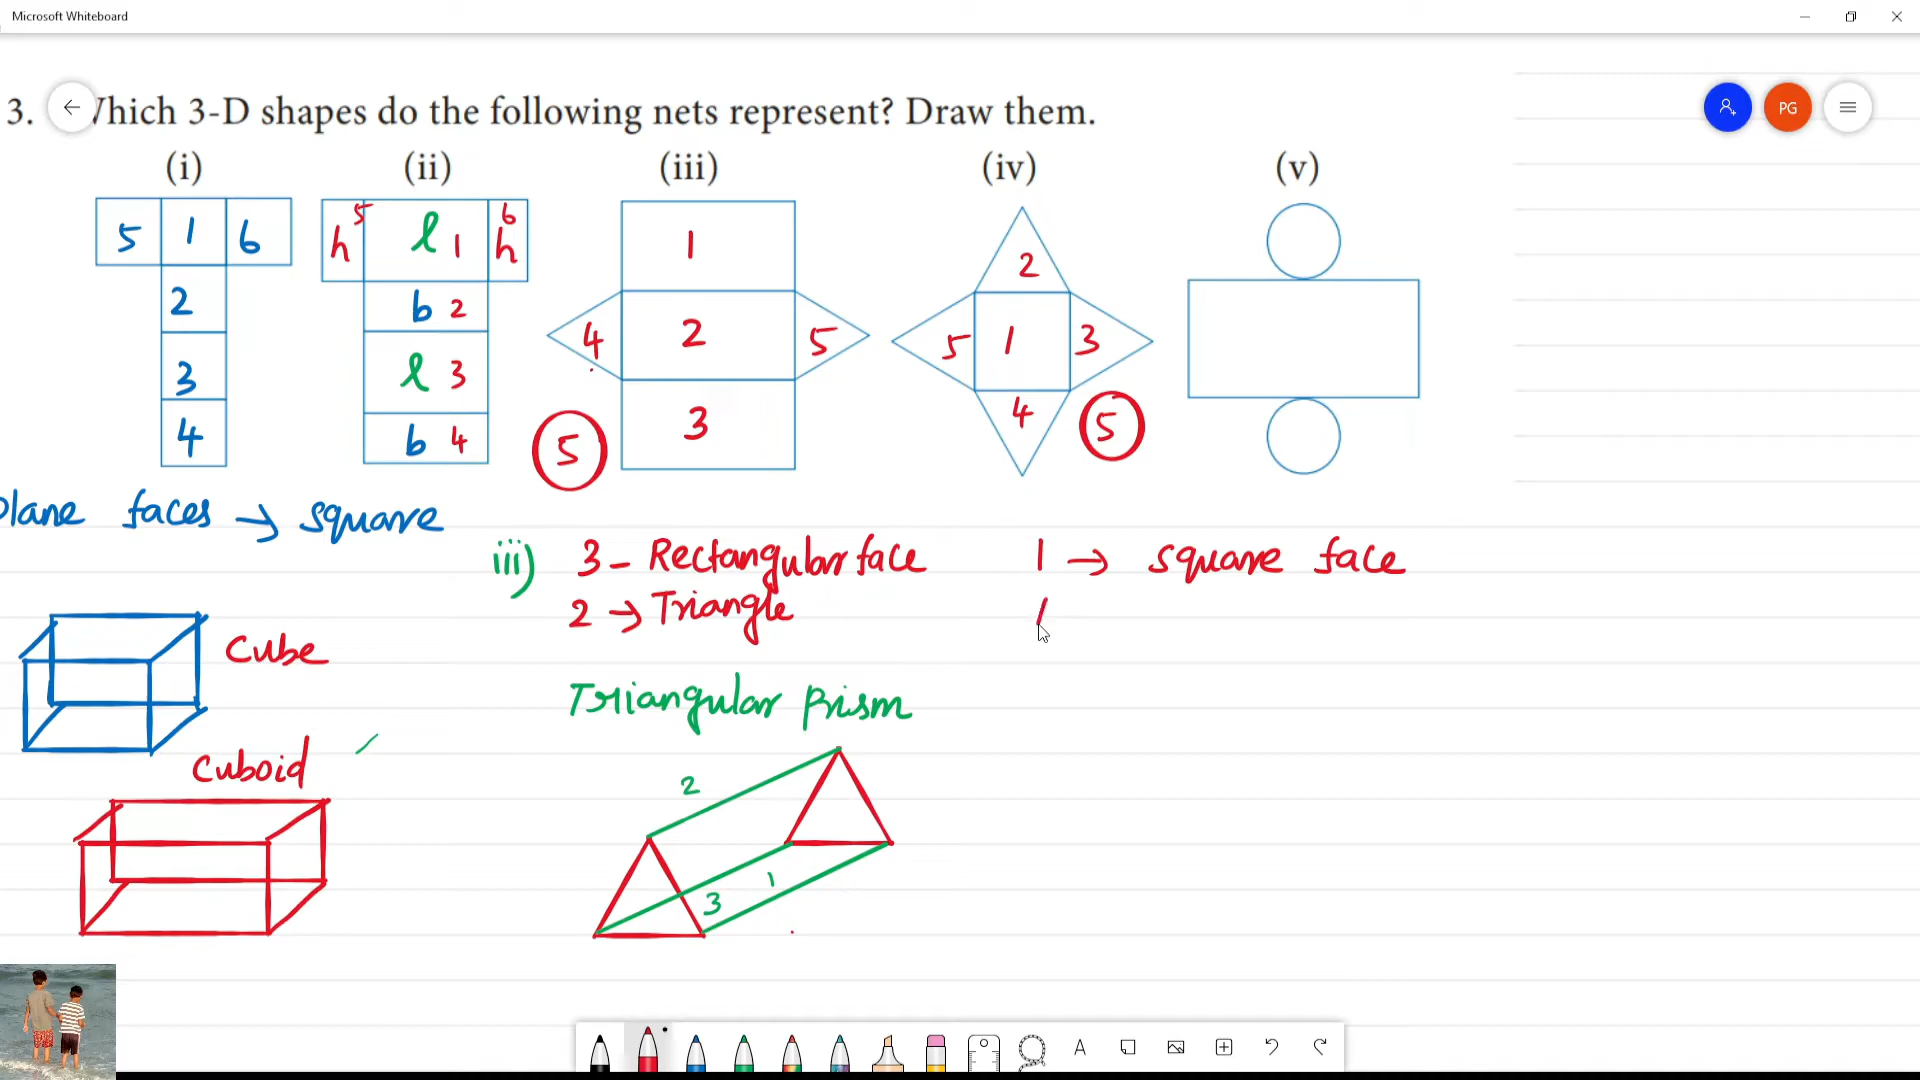 Microsoft Whiteboard
3. Which 3-D shapes do the following nets represent? Draw them.
(i) (ii) (iii) (iv) (v)
5 1 6
2
3
4
h 5 l 1 h 6
b 2
l 3
b 4
1
4 2 5
3
5
2
5 1 3
4
5
plane faces → square
iii) 3 - Rectangular face
2 → Triangle
1 → square face
1
Cube
Cuboid
Triangular Prism
2
1
3
PG
A